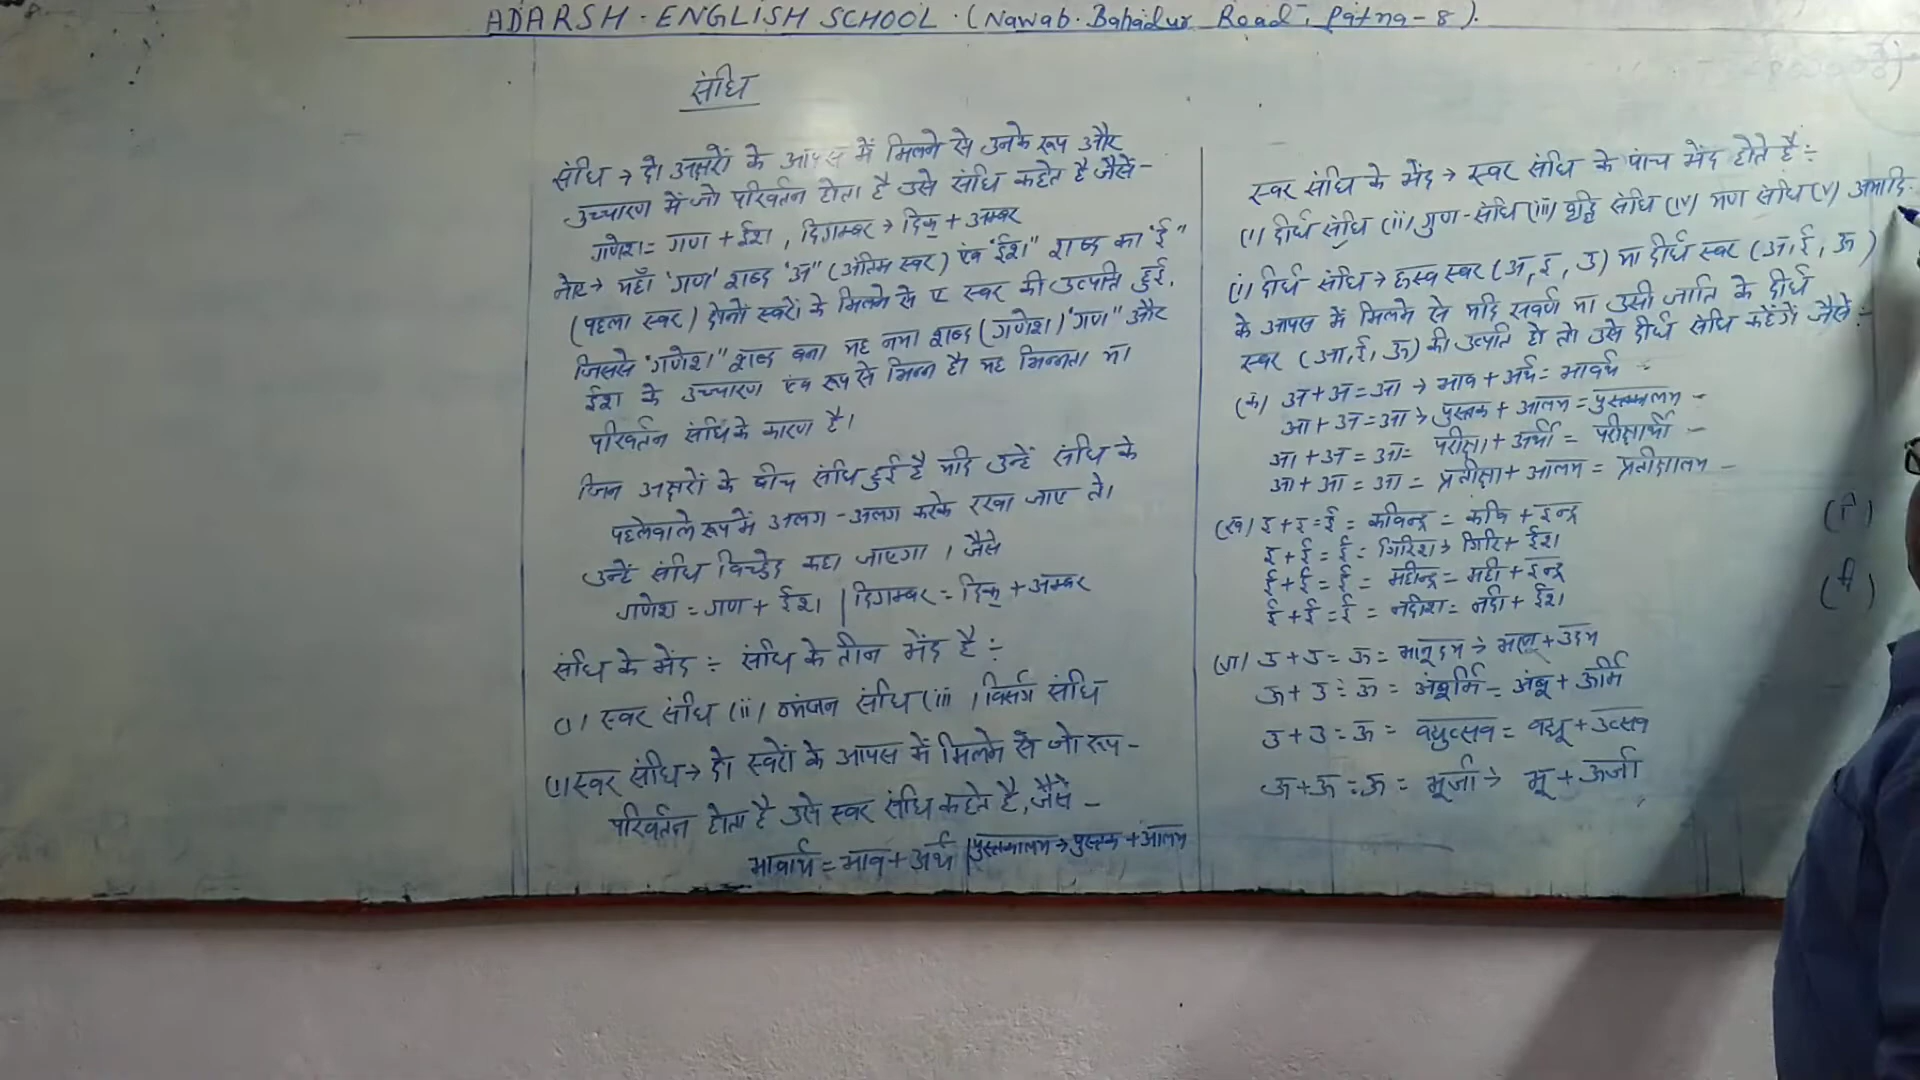 ADARSH. ENGLISH SCHOOL. (Nawab. Bahadur Road, Patna-8).
संधि
संधि → दो अक्षरों के आपस में मिलने से उनके रूप और
उच्चारण में जो परिवर्तन होता है उसे संधि कहते है जैसे-
गणेश = गण + ईश, दिगम्बर → दिक् + अम्बर
नोट → यहाँ 'गण' शब्द "अ" (अंतिम स्वर) एंव "ईश" शब्द का "ई"
(पहला स्वर) दोनों स्वरों के मिलने से ए स्वर की उत्पति हुई,
जिससे "गणेश" शब्द बना यह नया शब्द (गणेश) "गण" और
ईश के उच्चारण एंव रूप से भिन्न है। यह भिन्नता या
परिवर्तन संधि के कारण है।
जिन अक्षरों के बीच संधि हुई है यदि उन्हें संधि के
पहलेवाले रूप में अलग-अलग करके रखा जाए तो
उन्हें संधि विच्छेद कहा जाएगा। जैसे
गणेश = गण + ईश | दिगम्बर = दिक् + अम्बर
संधि के भेंद ÷ संधि के तीन भेंद है ÷
(i) स्वर संधि (ii) व्यंजन संधि (iii) विसर्ग संधि
(i) स्वर संधि → दो स्वरों के आपस में मिलने से जो रूप-
परिवर्तन होता है उसे स्वर संधि कहते है, जैसे -
भावार्थ = भाव + अर्थ | पुस्तकालय → पुस्तक + आलय
स्वर संधि के भेंद → स्वर संधि के पांच भेंद होते है ÷
(i) दीर्घ संधि (ii) गुण-संधि (iii) वृद्धि संधि (iv) यण संधि (v) अयादि
(i) दीर्घ संधि → ह्रस्व स्वर (अ, इ, उ) या दीर्घ स्वर (आ, ई, ऊ)
के आपस में मिलने से यदि सवर्ण या उसी जाति के दीर्घ
स्वर (आ, ई, ऊ) की उत्पति हो तो उसे दीर्घ संधि कहेंगें जैसे :-
(क) अ + अ = आ → भाव + अर्थ = भावर्थ -
आ + अ = आ → पुस्तक + आलय = पुस्तकालय -
आ + अ = आ = परीक्षा + अर्थी = परीक्षार्थी -
आ + आ = आ = प्रतीक्षा + आलय = प्रतीक्षालय -
(ख) इ + इ = ई = कविन्द्र = कवि + इन्द्र
इ + ई = ई = गिरिश → गिरि + ईश
ई + ई = ई = महीन्द्र = मही + इन्द्र
ई + ई = ई = नदीश = नदी + ईश
(ग) उ + उ = ऊ = भानूदय → भानू + उदय
ऊ + उ = ऊ = अंबूर्मि = अंबू + ऊर्मि
उ + उ = ऊ = वधुत्सव = वधू + उत्सव
ऊ + ऊ = ऊ = भूर्जा → भू + ऊर्जा